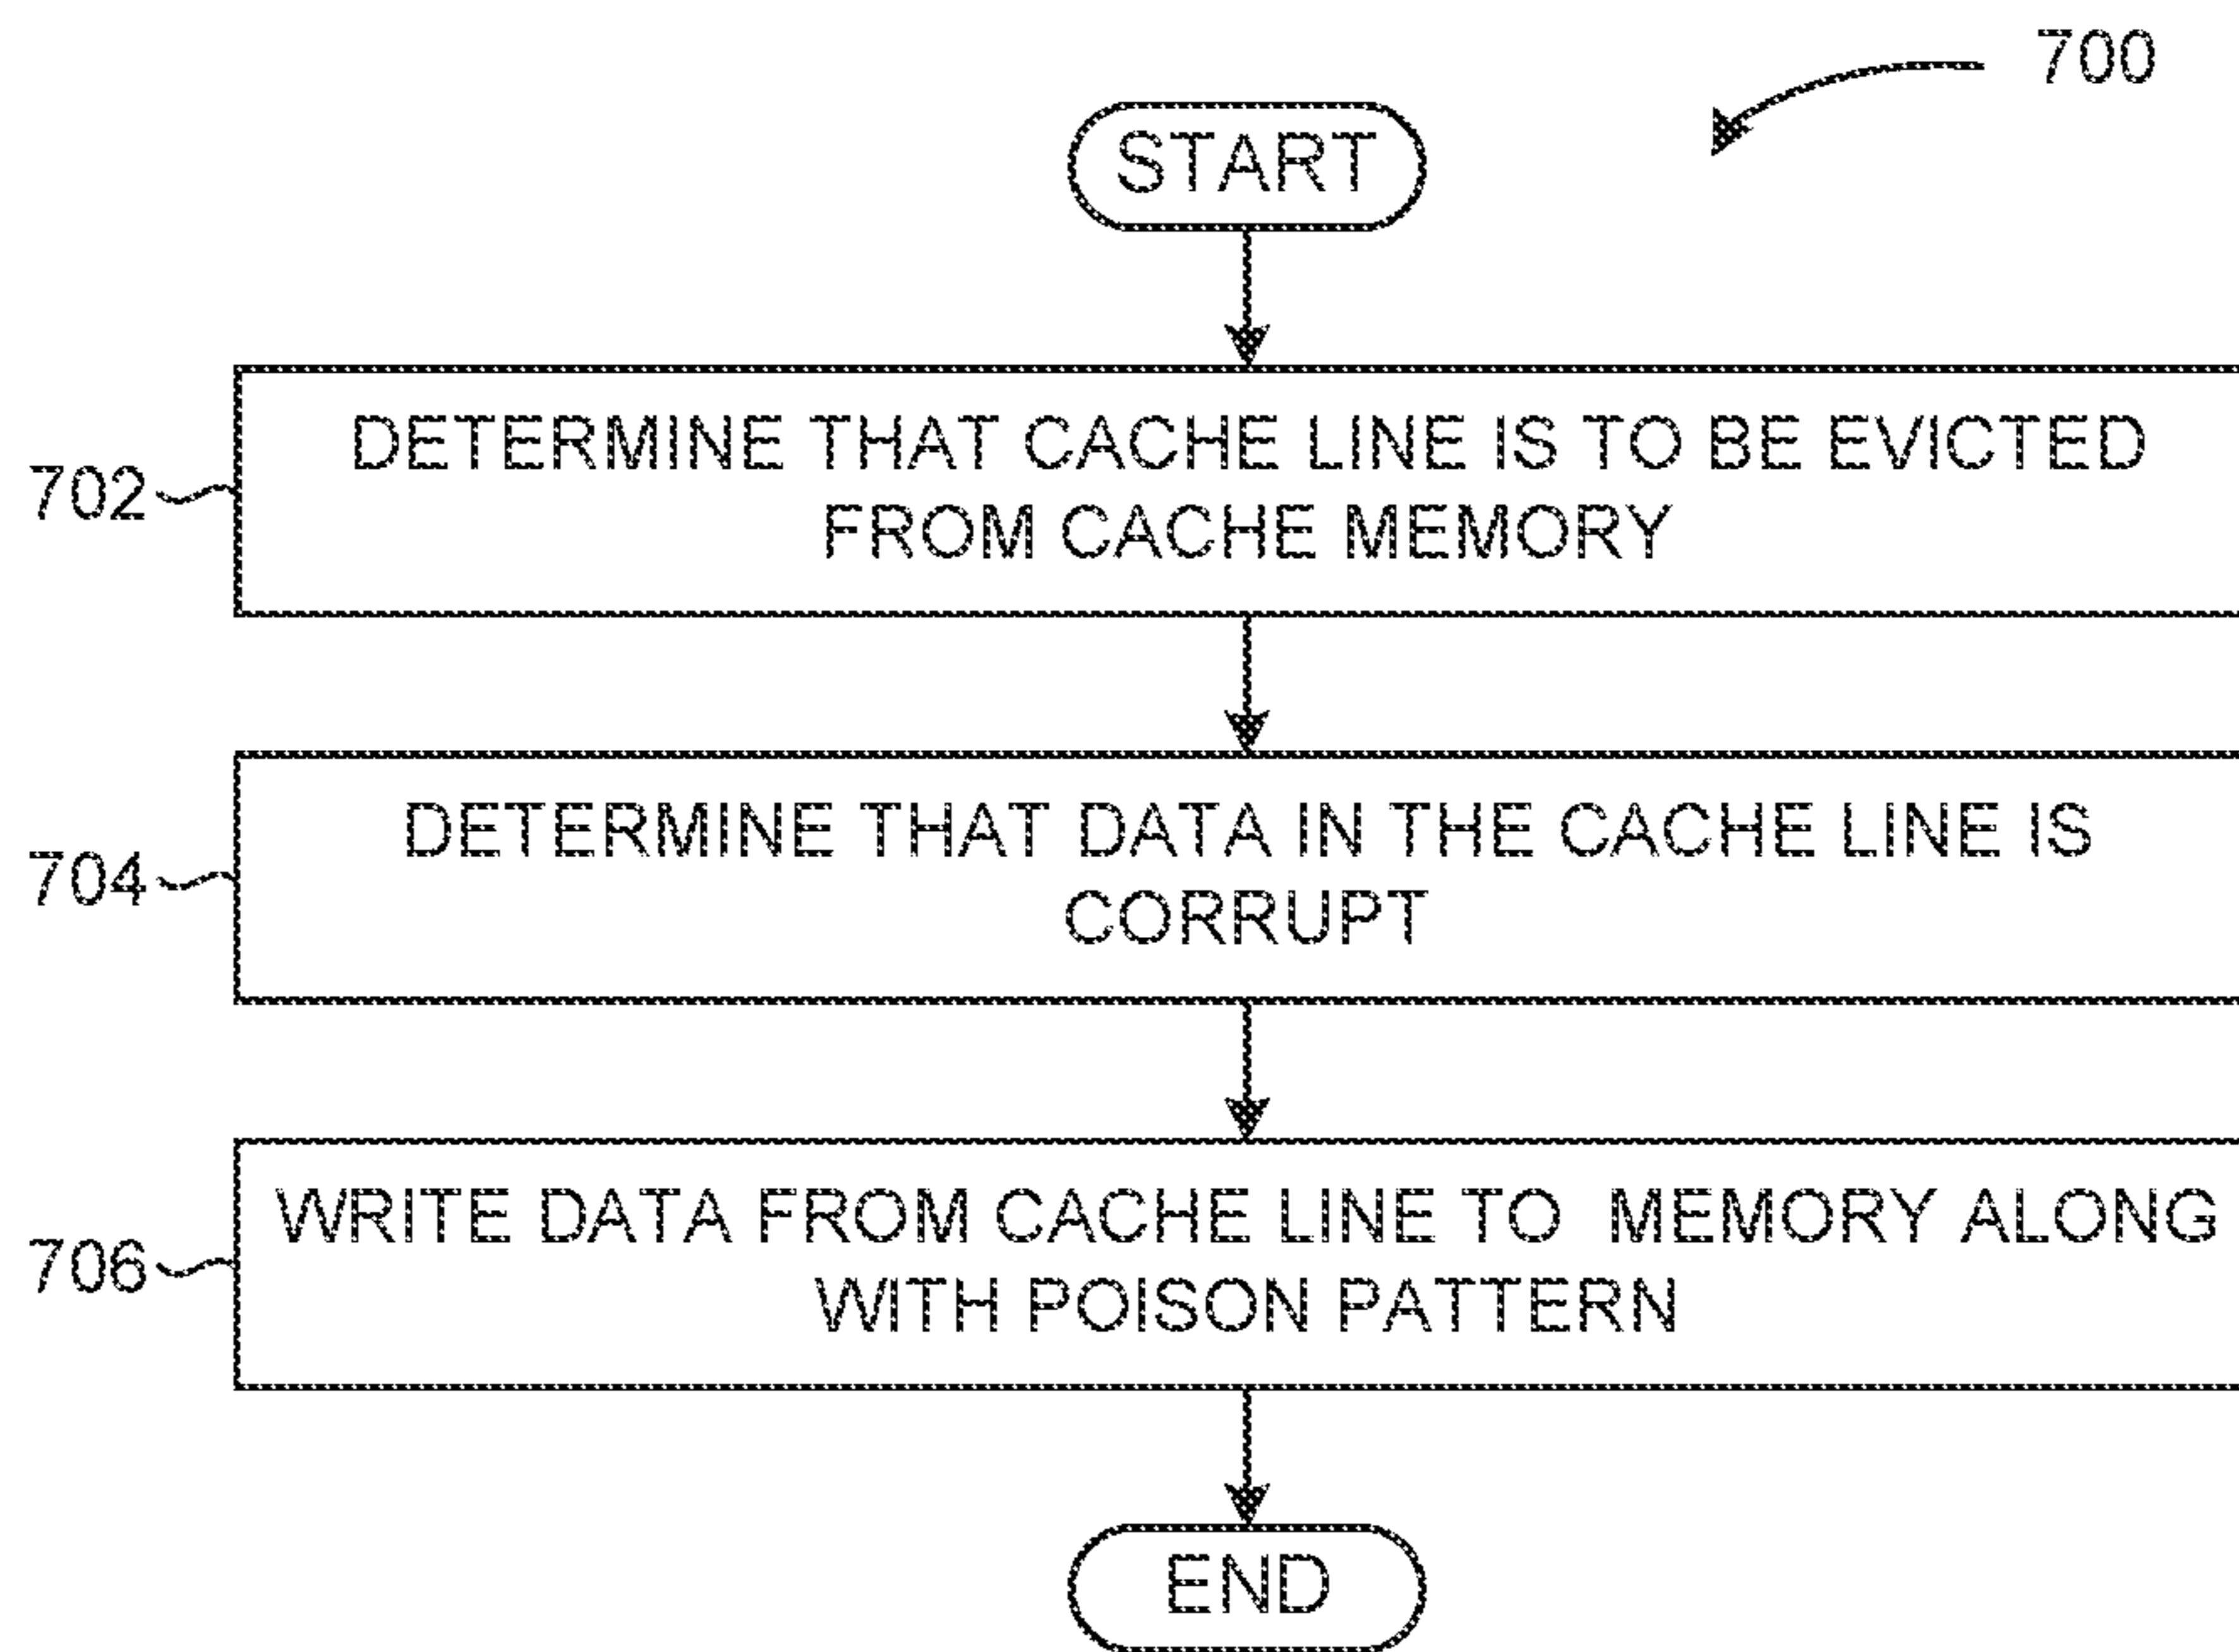 700
START
702
DETERMINE THAT CACHE LINE IS TO BE EVICTED
FROM CACHE MEMORY
704
DETERMINE THAT DATA IN THE CACHE LINE IS
CORRUPT
706
WRITE DATA FROM CACHE LINE TO MEMORY ALONG
WITH POISON PATTERN
END